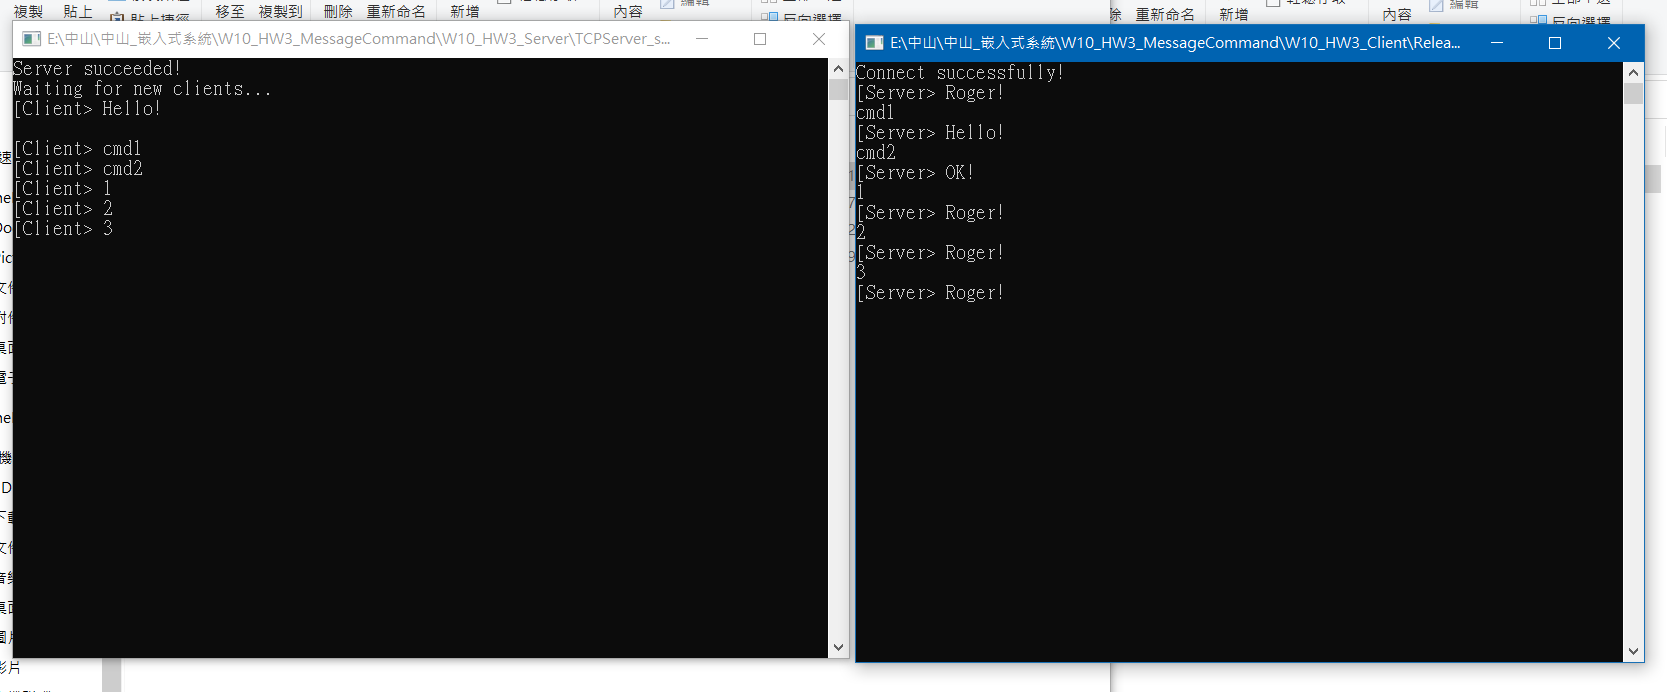 複製 貼上 移至 複製到 刪除 重新命名 新增 內容
貼上捷徑
反向選擇
重新命名 新增 內容
反向選擇
E:\中山\中山_嵌入式系統\W10_HW3_MessageCommand\W10_HW3_Server\TCPServer_s...
Server succeeded!
Waiting for new clients...
[Client> Hello!
[Client> cmd1
[Client> cmd2
[Client> 1
[Client> 2
[Client> 3
E:\中山\中山_嵌入式系統\W10_HW3_MessageCommand\W10_HW3_Client\Relea...
Connect successfully!
[Server> Roger!
cmd1
[Server> Hello!
cmd2
[Server> OK!
1
[Server> Roger!
2
[Server> Roger!
3
[Server> Roger!